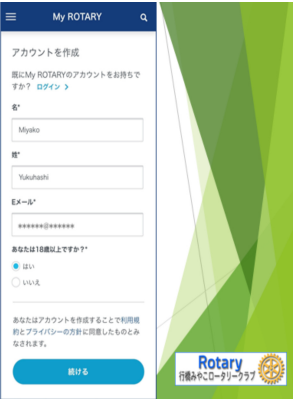 My ROTARY
アカウントを作成
既にMy ROTARYのアカウントをお持ちで
すか？ ログイン >
名*
Miyako
姓*
Yukuhashi
Eメール*
******@******
あなたは18歳以上ですか？*
はい
いいえ
あなたはアカウントを作成することで利用規
約とプライバシーの方針に同意したものとみ
なされます。
続ける
Rotary
行橋みやこロータリークラブ